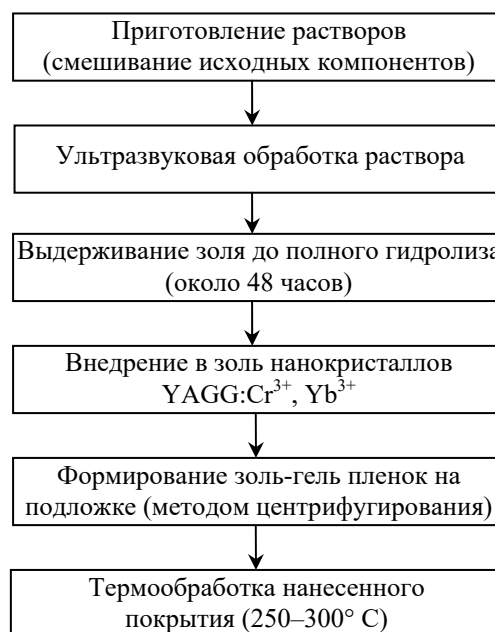 Приготовление растворов
(смешивание исходных компонентов)
Ультразвуковая обработка раствора
Выдерживание золя до полного гидролиза
(около 48 часов)
Внедрение в золь нанокристаллов
YAGG:Cr³⁺, Yb³⁺
Формирование золь-гель пленок на
подложке (методом центрифугирования)
Термообработка нанесенного
покрытия (250–300° С)